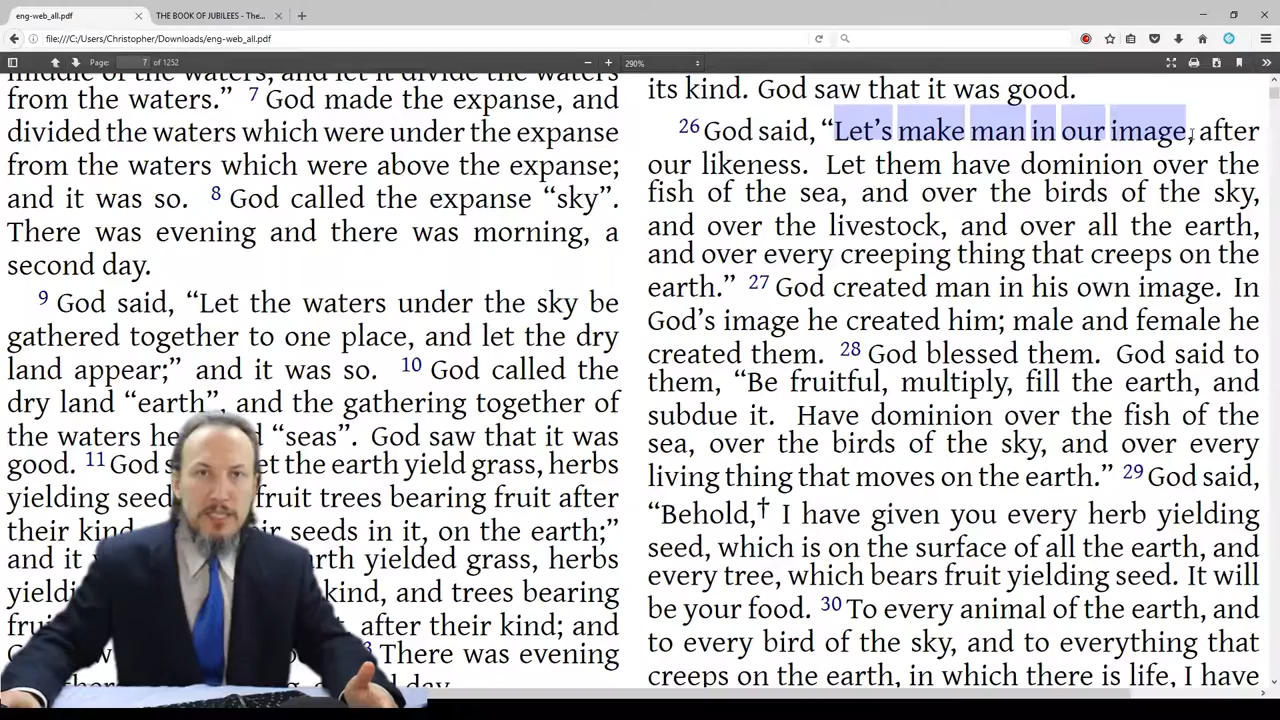 eng-web_all.pdf
THE BOOK OF JUBILEES - The...
file:///C:/Users/Christopher/Downloads/eng-web_all.pdf
Page: 7 of 1252
290%
middle of the waters, and let it divide the waters
from the waters.” 7 God made the expanse, and
divided the waters which were under the expanse
from the waters which were above the expanse;
and it was so. 8 God called the expanse “sky”.
There was evening and there was morning, a
second day.
9 God said, “Let the waters under the sky be
gathered together to one place, and let the dry
land appear;” and it was so. 10 God called the
dry land “earth”, and the gathering together of
the waters he “seas”. God saw that it was
good. 11 God s et the earth yield grass, herbs
yielding seed fruit trees bearing fruit after
their kind ir seeds in it, on the earth;”
and it arth yielded grass, herbs
yieldi kind, and trees bearing
fru after their kind; and
There was evening
day.
its kind. God saw that it was good.
26 God said, “Let’s make man in our image, after
our likeness. Let them have dominion over the
fish of the sea, and over the birds of the sky,
and over the livestock, and over all the earth,
and over every creeping thing that creeps on the
earth.” 27 God created man in his own image. In
God’s image he created him; male and female he
created them. 28 God blessed them. God said to
them, “Be fruitful, multiply, fill the earth, and
subdue it. Have dominion over the fish of the
sea, over the birds of the sky, and over every
living thing that moves on the earth.” 29 God said,
“Behold,† I have given you every herb yielding
seed, which is on the surface of all the earth, and
every tree, which bears fruit yielding seed. It will
be your food. 30 To every animal of the earth, and
to every bird of the sky, and to everything that
creeps on the earth, in which there is life, I have